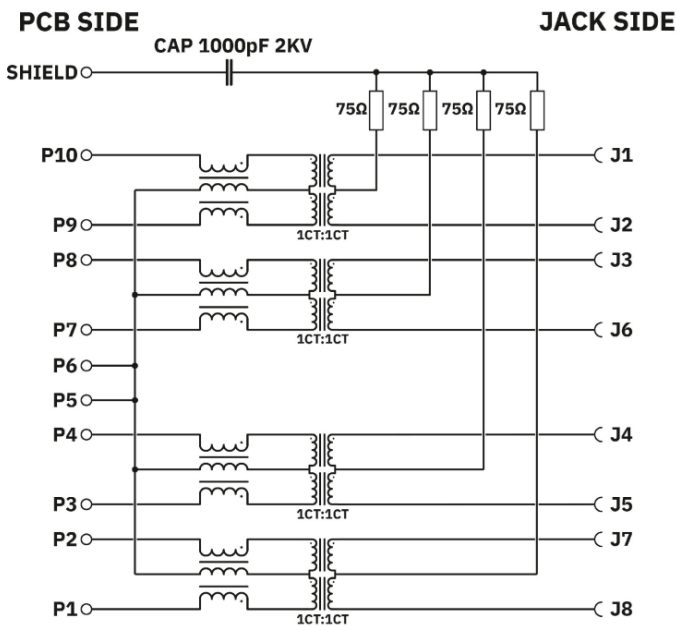 PCB SIDE
JACK SIDE
CAP 1000pF 2KV
SHIELD
75Ω 75Ω 75Ω 75Ω
P10 J1
P9 J2
1CT:1CT
P8 J3
P7 J6
1CT:1CT
P6
P5
P4 J4
P3 J5
1CT:1CT
P2 J7
P1 J8
1CT:1CT